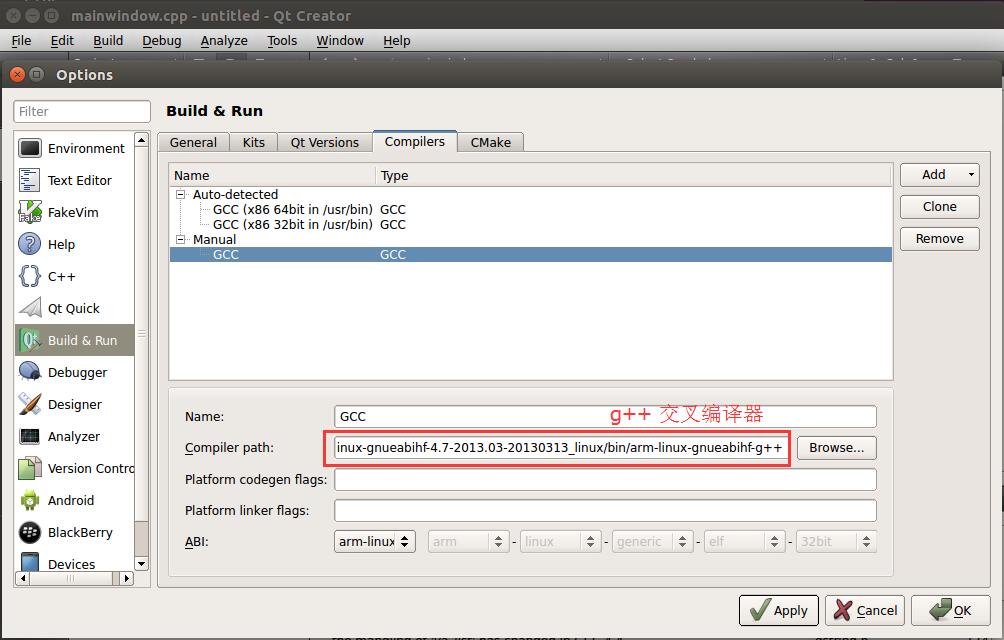 mainwindow.cpp - untitled - Qt Creator
File Edit Build Debug Analyze Tools Window Help
Options
Filter
Environment
Text Editor
FakeVim
Help
C++
Qt Quick
Build & Run
Debugger
Designer
Analyzer
Version Contro
Android
BlackBerry
Devices
Build & Run
General Kits Qt Versions Compilers CMake
Name Type
Auto-detected
GCC (x86 64bit in /usr/bin) GCC
GCC (x86 32bit in /usr/bin) GCC
Manual
GCC GCC
Add
Clone
Remove
Name: GCC g++ 交叉编译器
Compiler path: inux-gnueabihf-4.7-2013.03-20130313_linux/bin/arm-linux-gnueabihf-g++ Browse...
Platform codegen flags:
Platform linker flags:
ABI: arm-linux arm - linux - generic - elf - 32bit
Apply Cancel OK